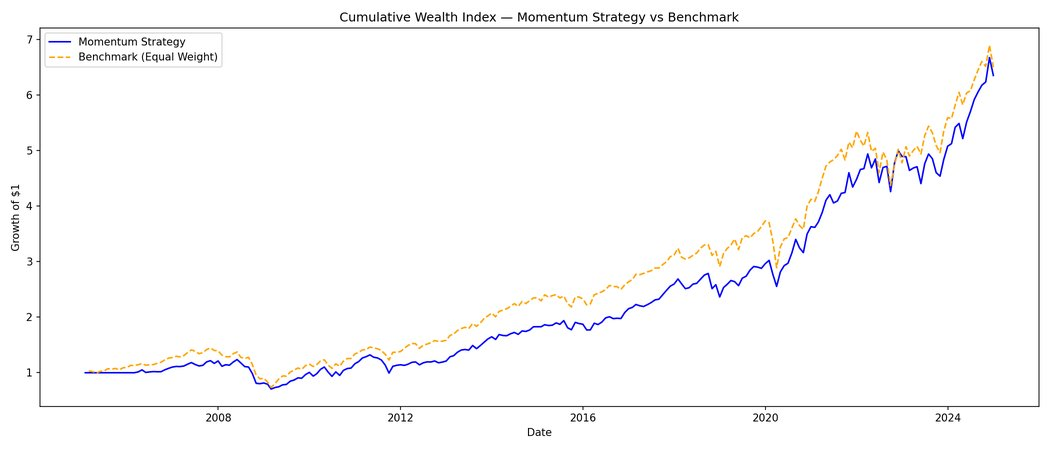 Cumulative Wealth Index — Momentum Strategy vs Benchmark
Momentum Strategy
Benchmark (Equal Weight)
Growth of $1
7
6
5
4
3
2
1
2008
2012
2016
2020
2024
Date